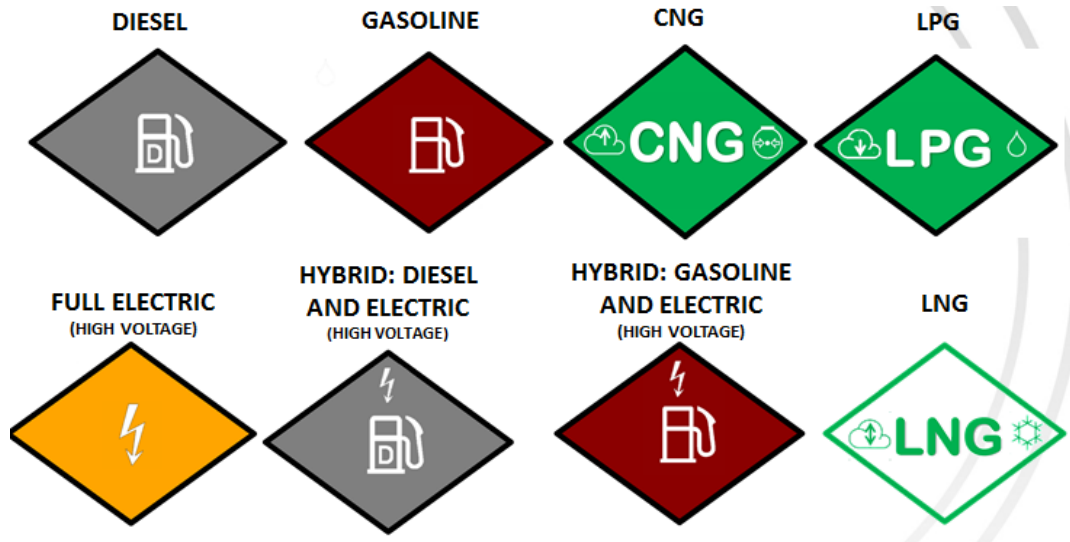 DIESEL
GASOLINE
CNG
LPG
D
CNG
LPG
FULL ELECTRIC
(HIGH VOLTAGE)
HYBRID: DIESEL
AND ELECTRIC
(HIGH VOLTAGE)
HYBRID: GASOLINE
AND ELECTRIC
(HIGH VOLTAGE)
LNG
D
LNG